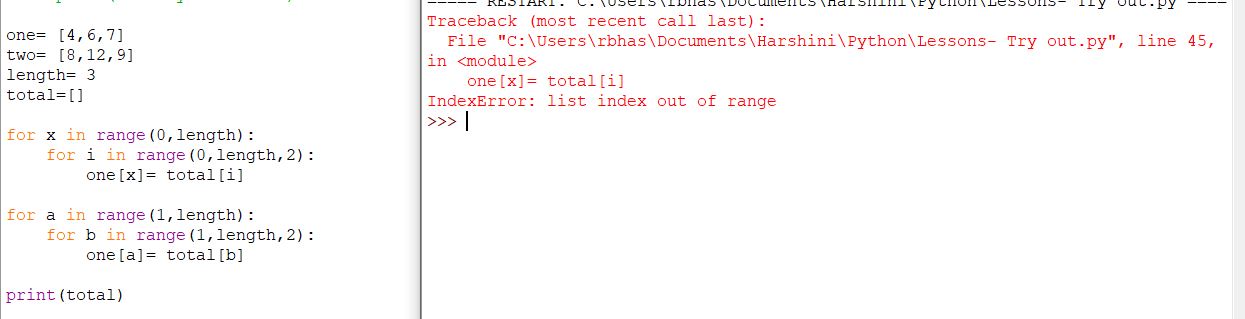 one= [4,6,7]
two= [8,12,9]
length= 3
total=[]
for x in range(0,length):
    for i in range(0,length,2):
        one[x]= total[i]
for a in range(1,length):
    for b in range(1,length,2):
        one[a]= total[b]
print(total)
===== RESTART: C:\Users\rbhas\Documents\Harshini\Python\Lessons- Try out.py ====
Traceback (most recent call last):
  File "C:\Users\rbhas\Documents\Harshini\Python\Lessons- Try out.py", line 45,
in <module>
    one[x]= total[i]
IndexError: list index out of range
>>>